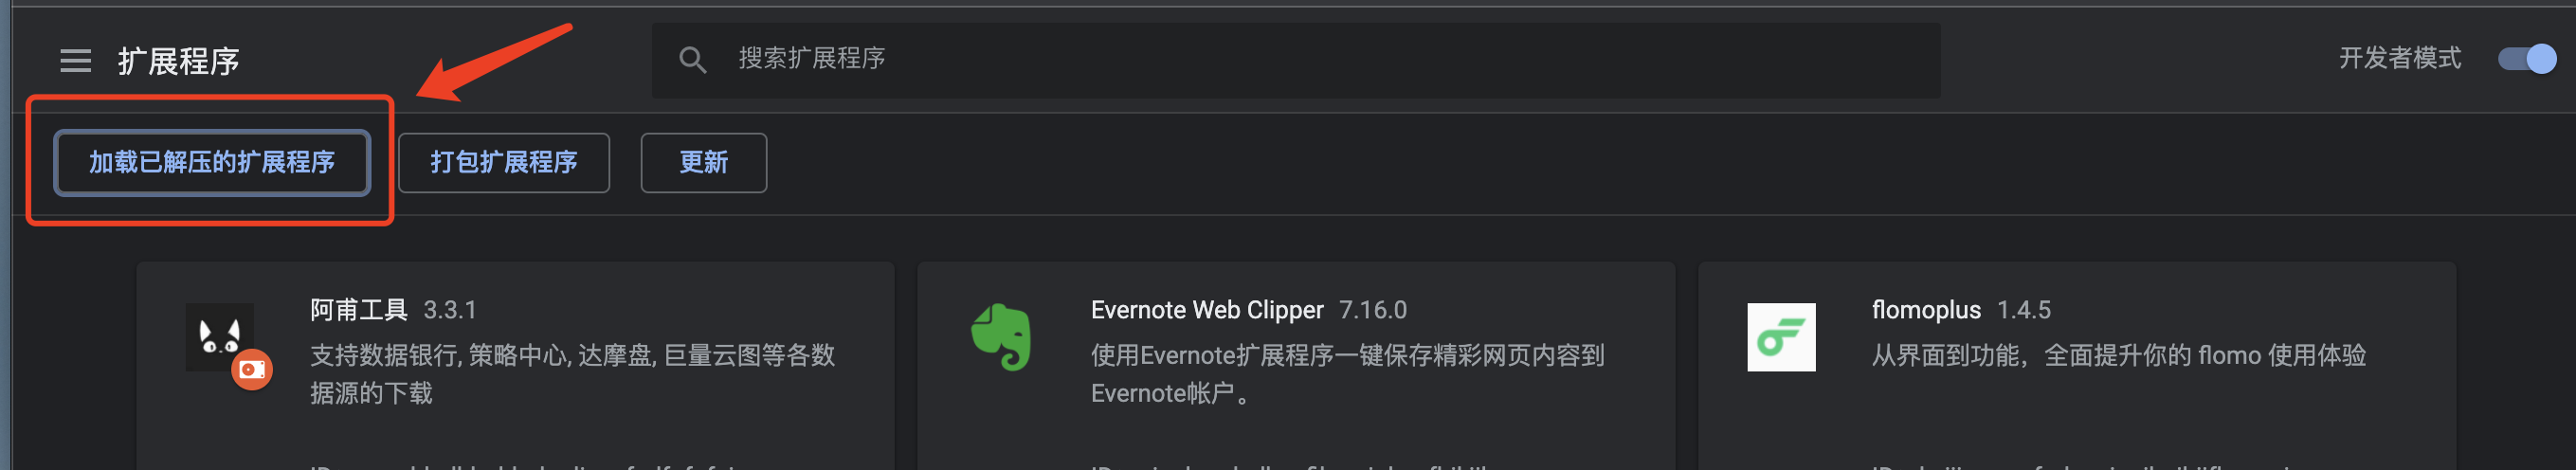 扩展程序
搜索扩展程序
开发者模式
加载已解压的扩展程序
打包扩展程序
更新
阿甫工具 3.3.1
支持数据银行, 策略中心, 达摩盘, 巨量云图等各数
据源的下载
Evernote Web Clipper 7.16.0
使用Evernote扩展程序一键保存精彩网页内容到
Evernote帐户。
flomoplus 1.4.5
从界面到功能，全面提升你的 flomo 使用体验